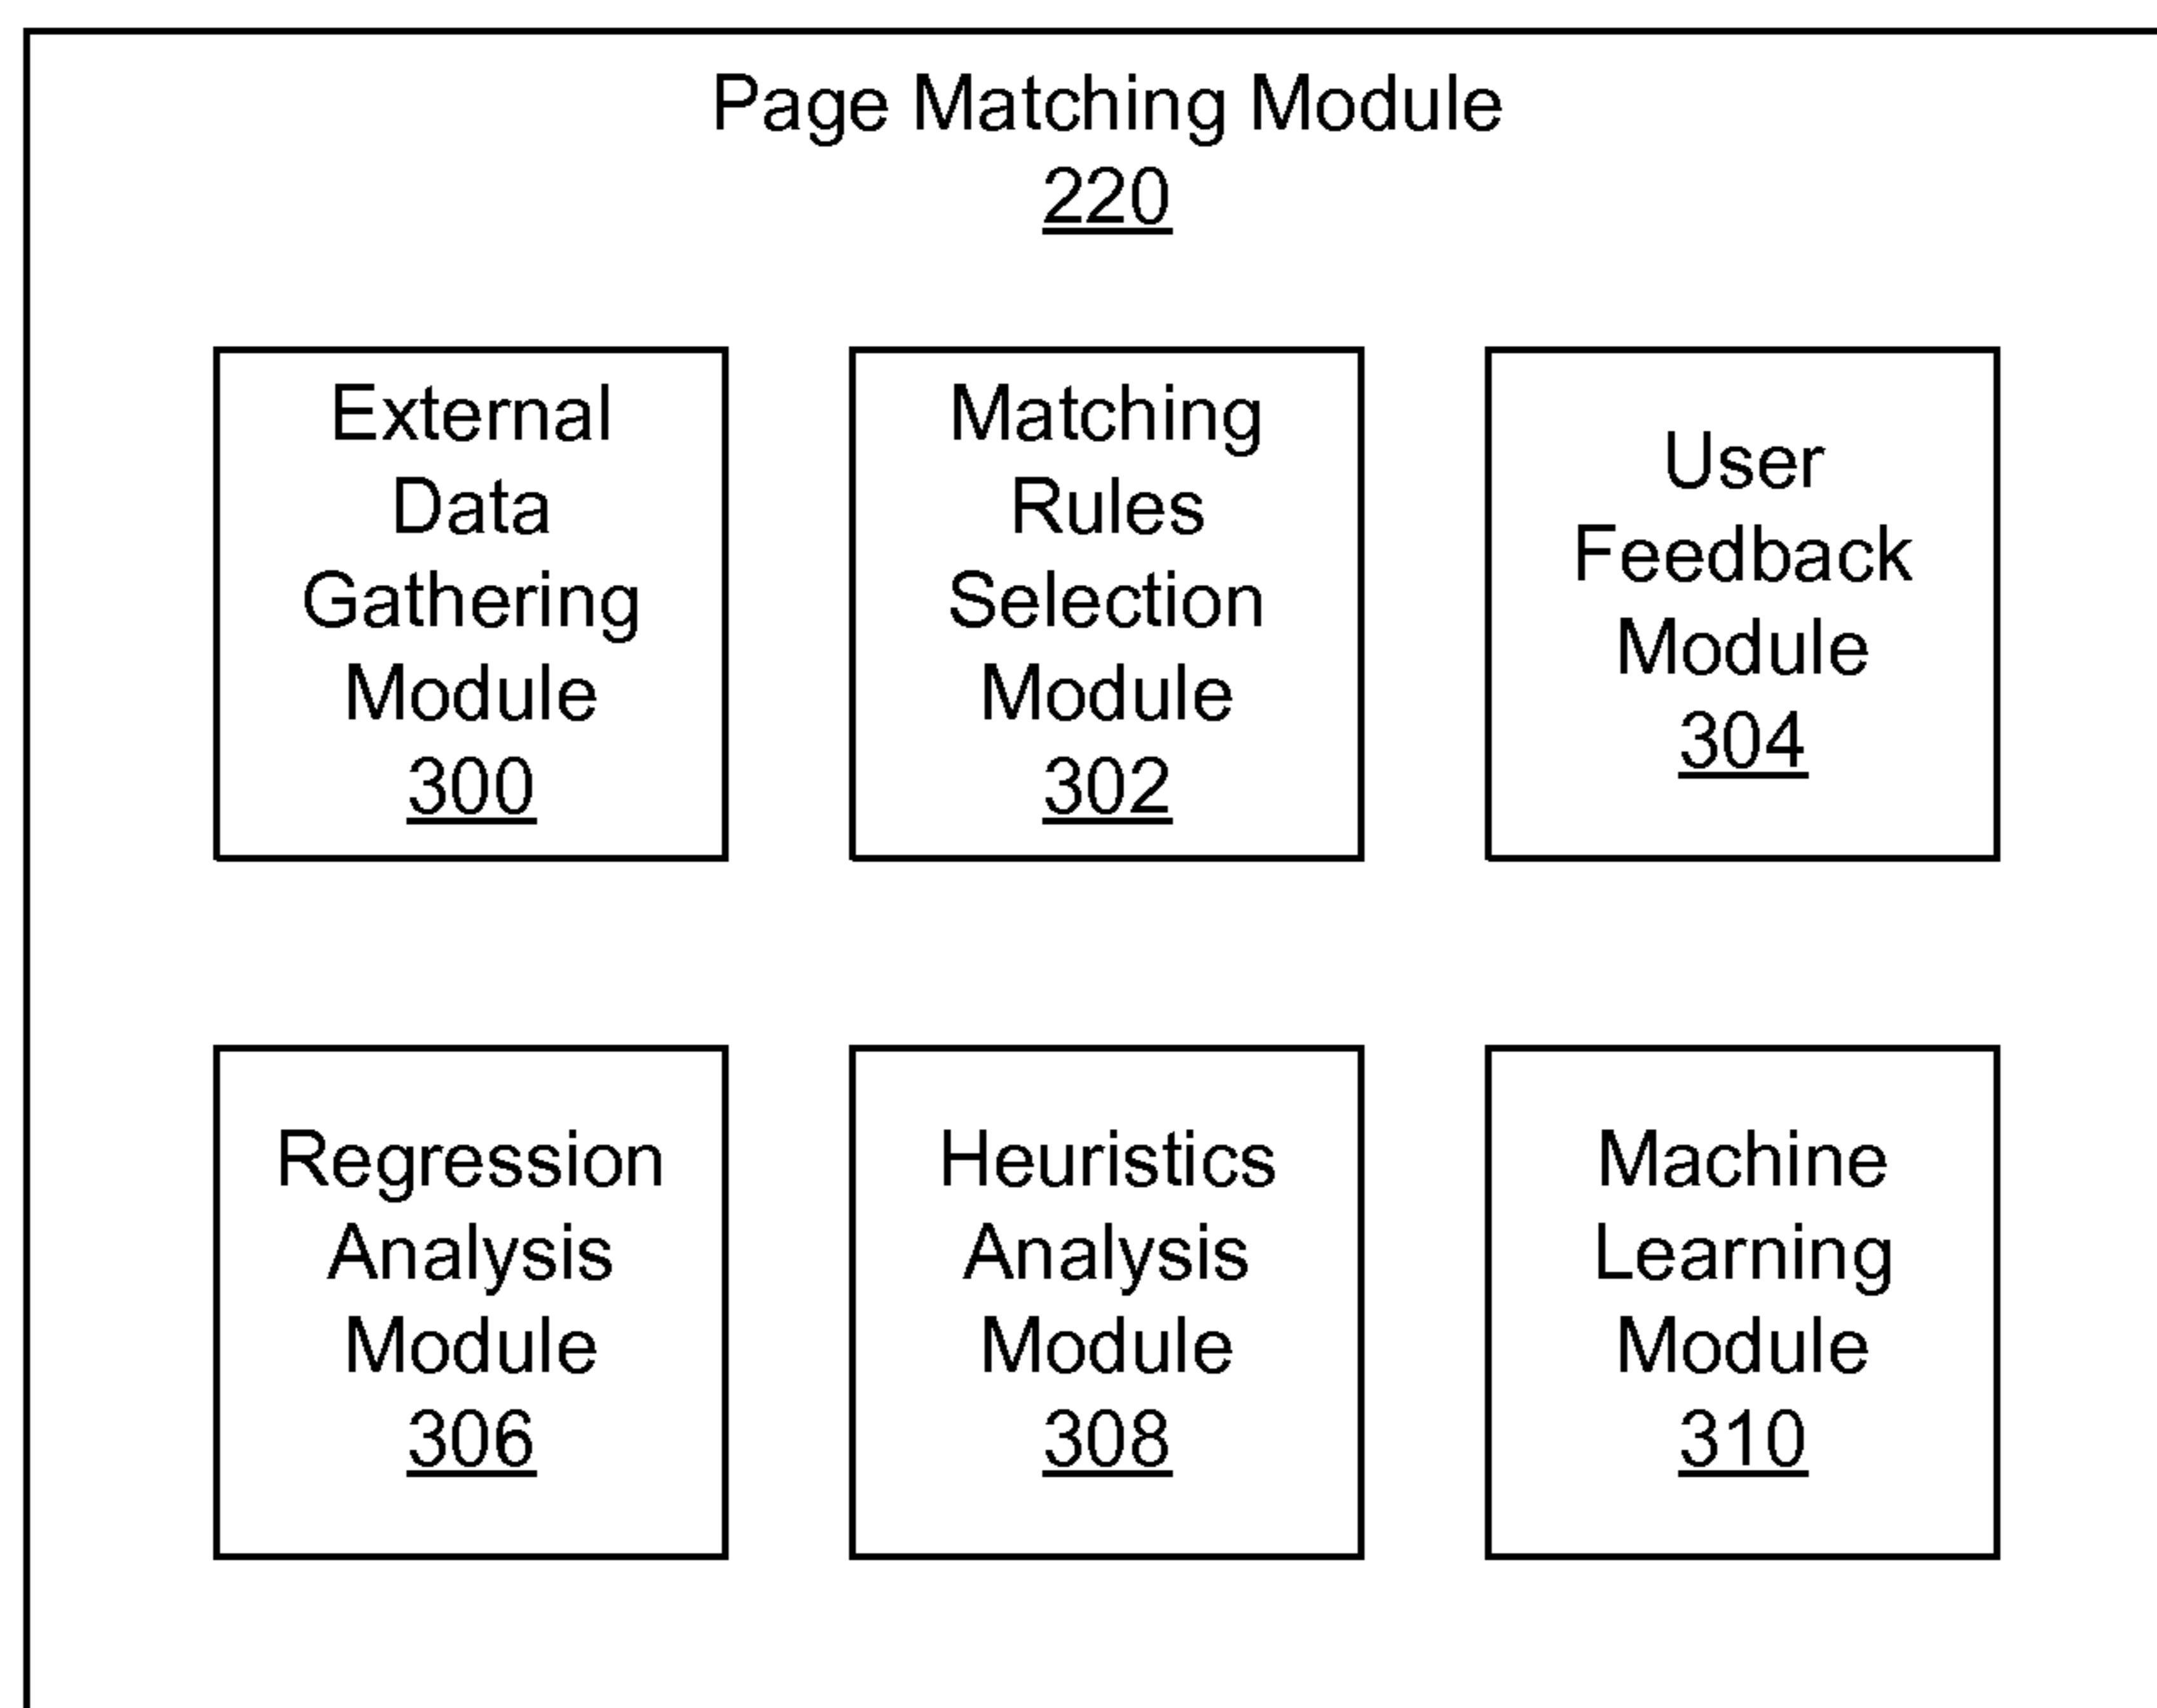 Page Matching Module
220
External
Data
Gathering
Module
300
Matching
Rules
Selection
Module
302
User
Feedback
Module
304
Regression
Analysis
Module
306
Heuristics
Analysis
Module
308
Machine
Learning
Module
310